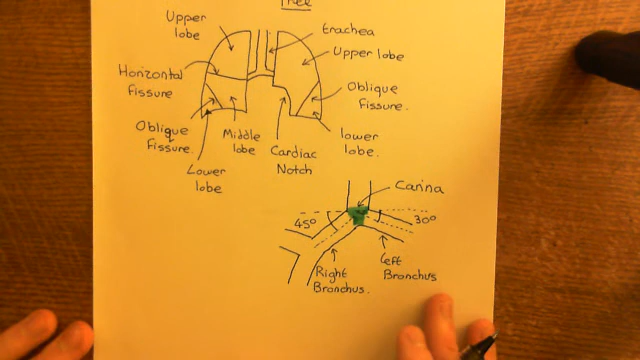 Tree
Upper
lobe
trachea
Upper lobe
Horizontal
fissure
Oblique
fissure.
Oblique
fissure.
Middle
lobe
Cardiac
Notch
lower
lobe.
Lower
lobe
Carina
45°
30°
Right
Bronchus.
Left
Bronchus